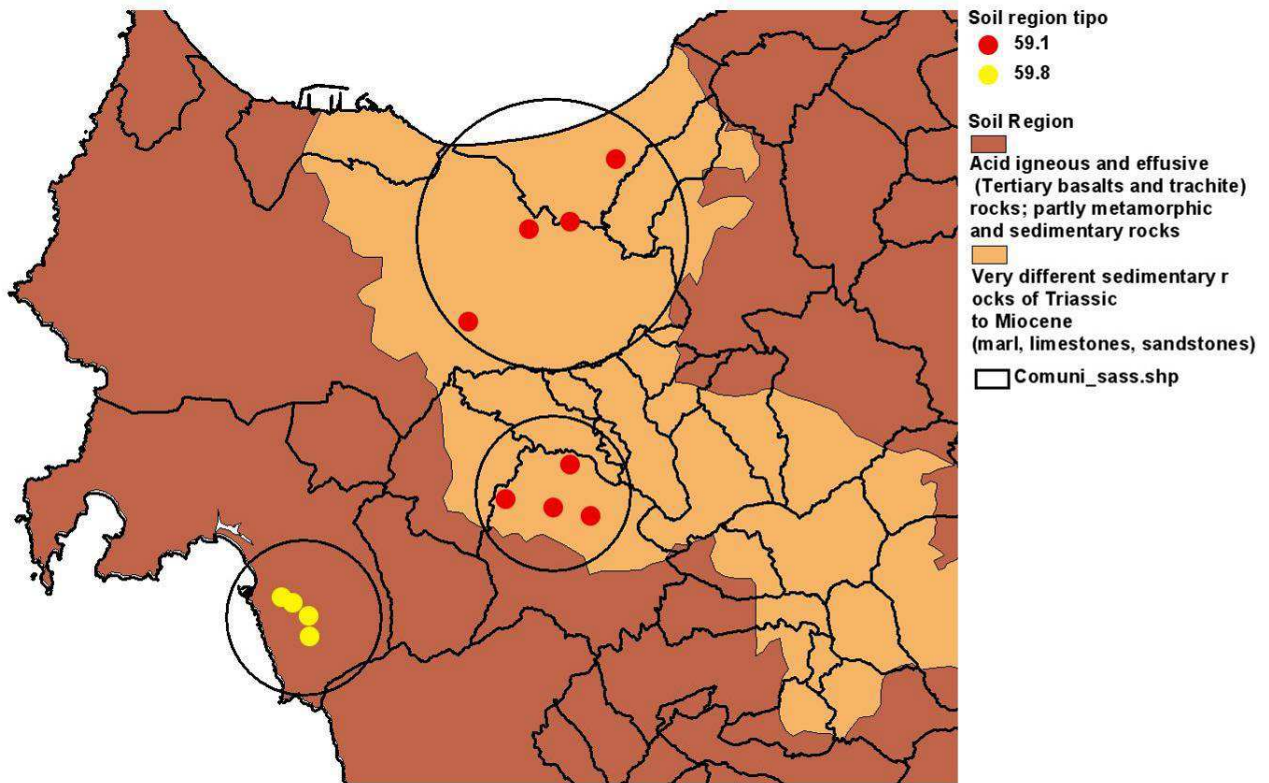 Soil region tipo
59.1
59.8
Soil Region
Acid igneous and effusive
(Tertiary basalts and trachite)
rocks; partly metamorphic
and sedimentary rocks
Very different sedimentary r
ocks of Triassic
to Miocene
(marl, limestones, sandstones)
Comuni_sass.shp